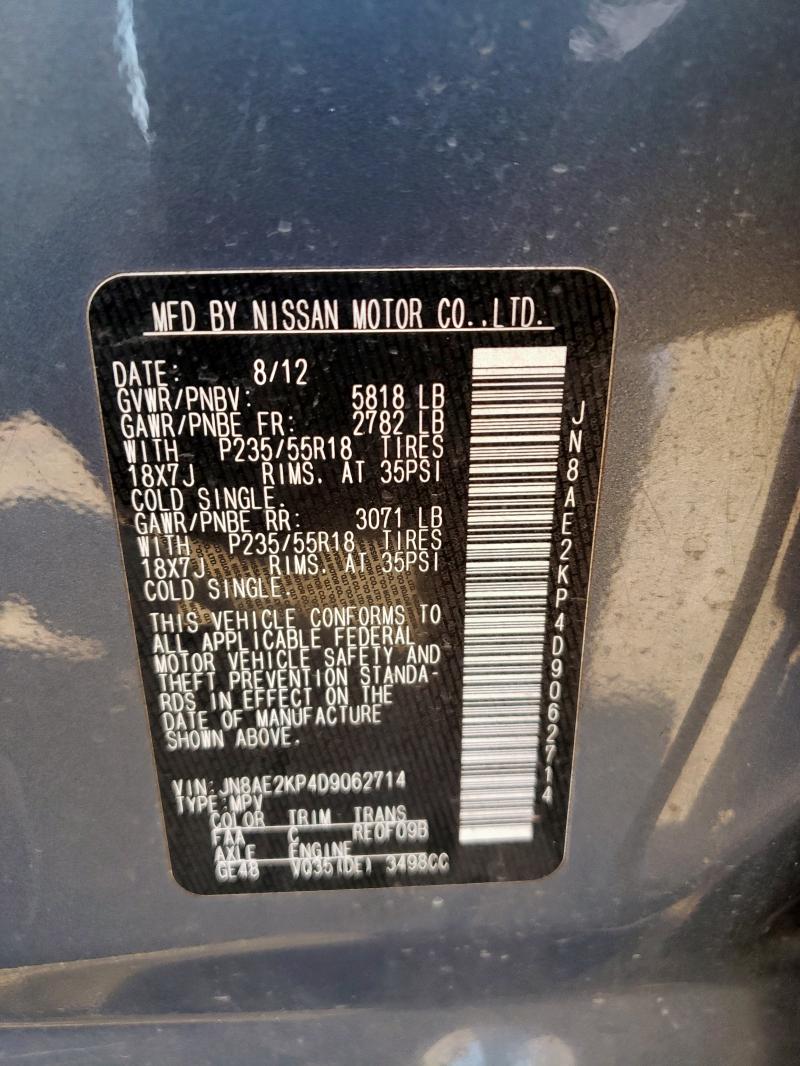 MFD BY NISSAN MOTOR CO.,LTD.
DATE: 8/12
GVWR/PNBV: 5818 LB
GAWR/PNBE FR: 2782 LB
WITH P235/55R18 TIRES
18X7J RIMS. AT 35PSI
COLD SINGLE.
GAWR/PNBE RR: 3071 LB
WITH P235/55R18 TIRES
18X7J RIMS. AT 35PSI
COLD SINGLE.
THIS VEHICLE CONFORMS TO
ALL APPLICABLE FEDERAL
MOTOR VEHICLE SAFETY AND
THEFT PREVENTION STANDA-
RDS IN EFFECT ON THE
DATE OF MANUFACTURE
SHOWN ABOVE.
VIN: JN8AE2KP4D9062714
TYPE:MPV
COLOR TRIM TRANS
FAA C RE0F09B
AXLE ENGINE
GE48 VQ35(DE) 3498CC
JN8AE2KP4D9062714